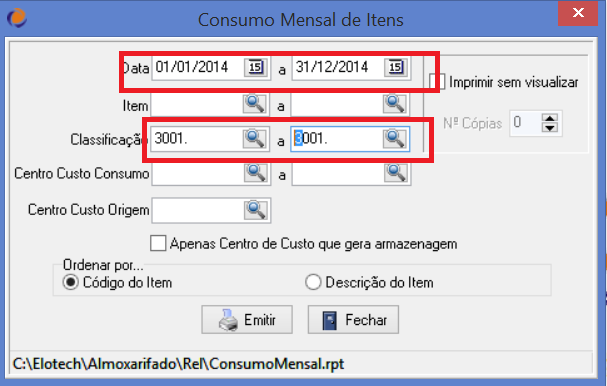 Consumo Mensal de Itens
Data 01/01/2014 15 a 31/12/2014 15
Imprimir sem visualizar
Item a
Nº Cópias 0
Classificação 3001. a 3001.
Centro Custo Consumo a
Centro Custo Origem
Apenas Centro de Custo que gera armazenagem
Ordenar por...
Código do Item Descrição do Item
Emitir Fechar
C:\Elotech\Almoxarifado\Rel\ConsumoMensal.rpt